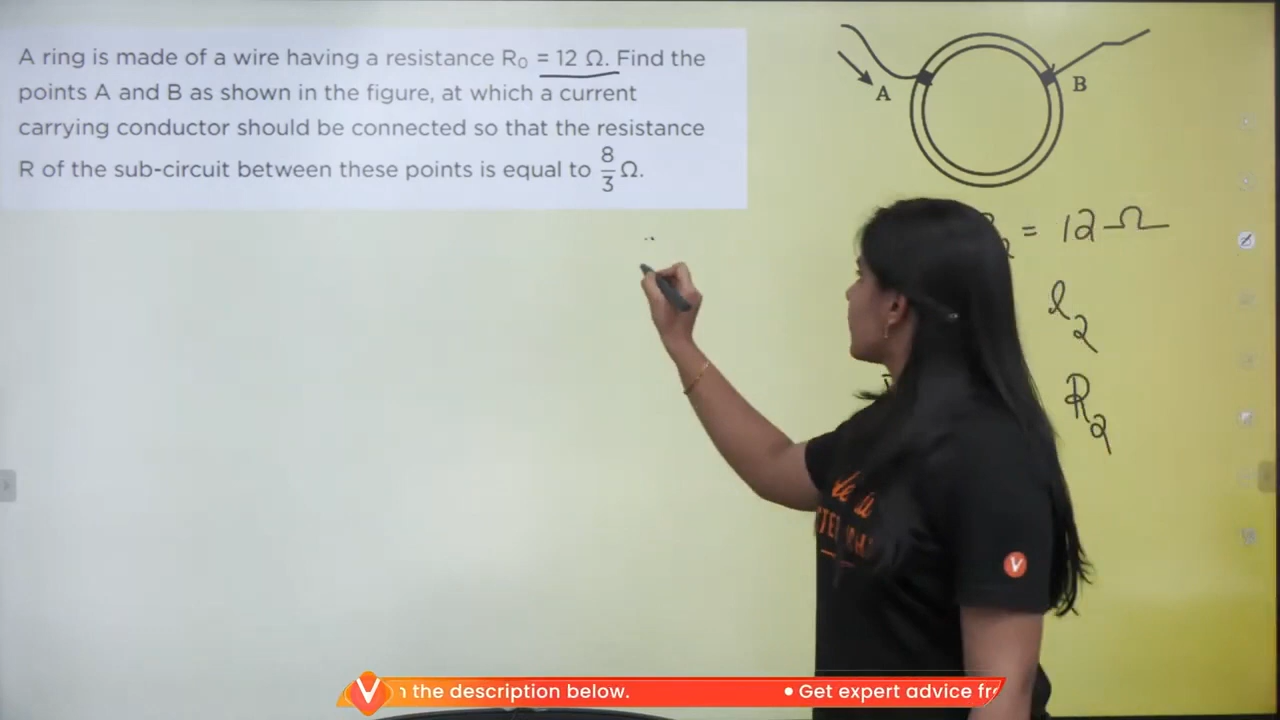 A ring is made of a wire having a resistance R₀ = 12 Ω. Find the
points A and B as shown in the figure, at which a current
carrying conductor should be connected so that the resistance
R of the sub-circuit between these points is equal to 8/3 Ω.
A
B
= 12 Ω
l₂
R₂
V
n the description below.
• Get expert advice fr